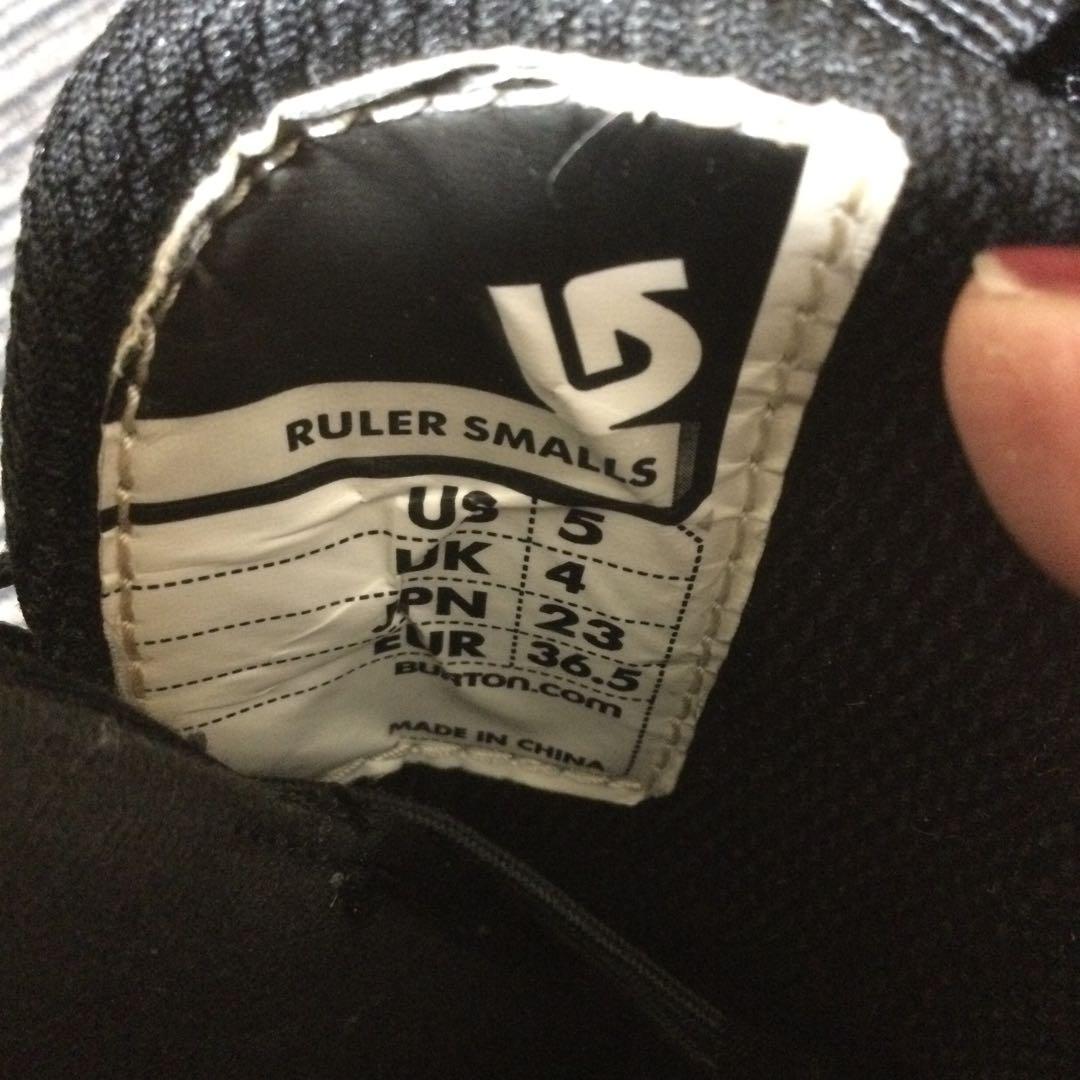 RULER SMALLS
US 5
UK 4
JPN 23
EUR 36.5
BURTON.COM
MADE IN CHINA